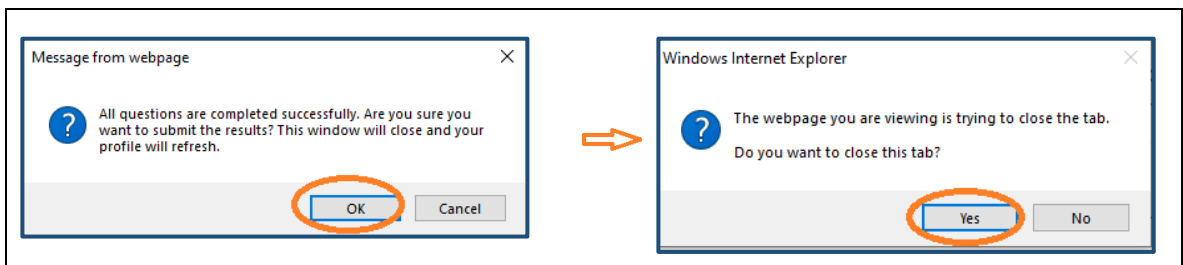 Message from webpage
All questions are completed successfully. Are you sure you
want to submit the results? This window will close and your
profile will refresh.
OK
Cancel
Windows Internet Explorer
The webpage you are viewing is trying to close the tab.
Do you want to close this tab?
Yes
No